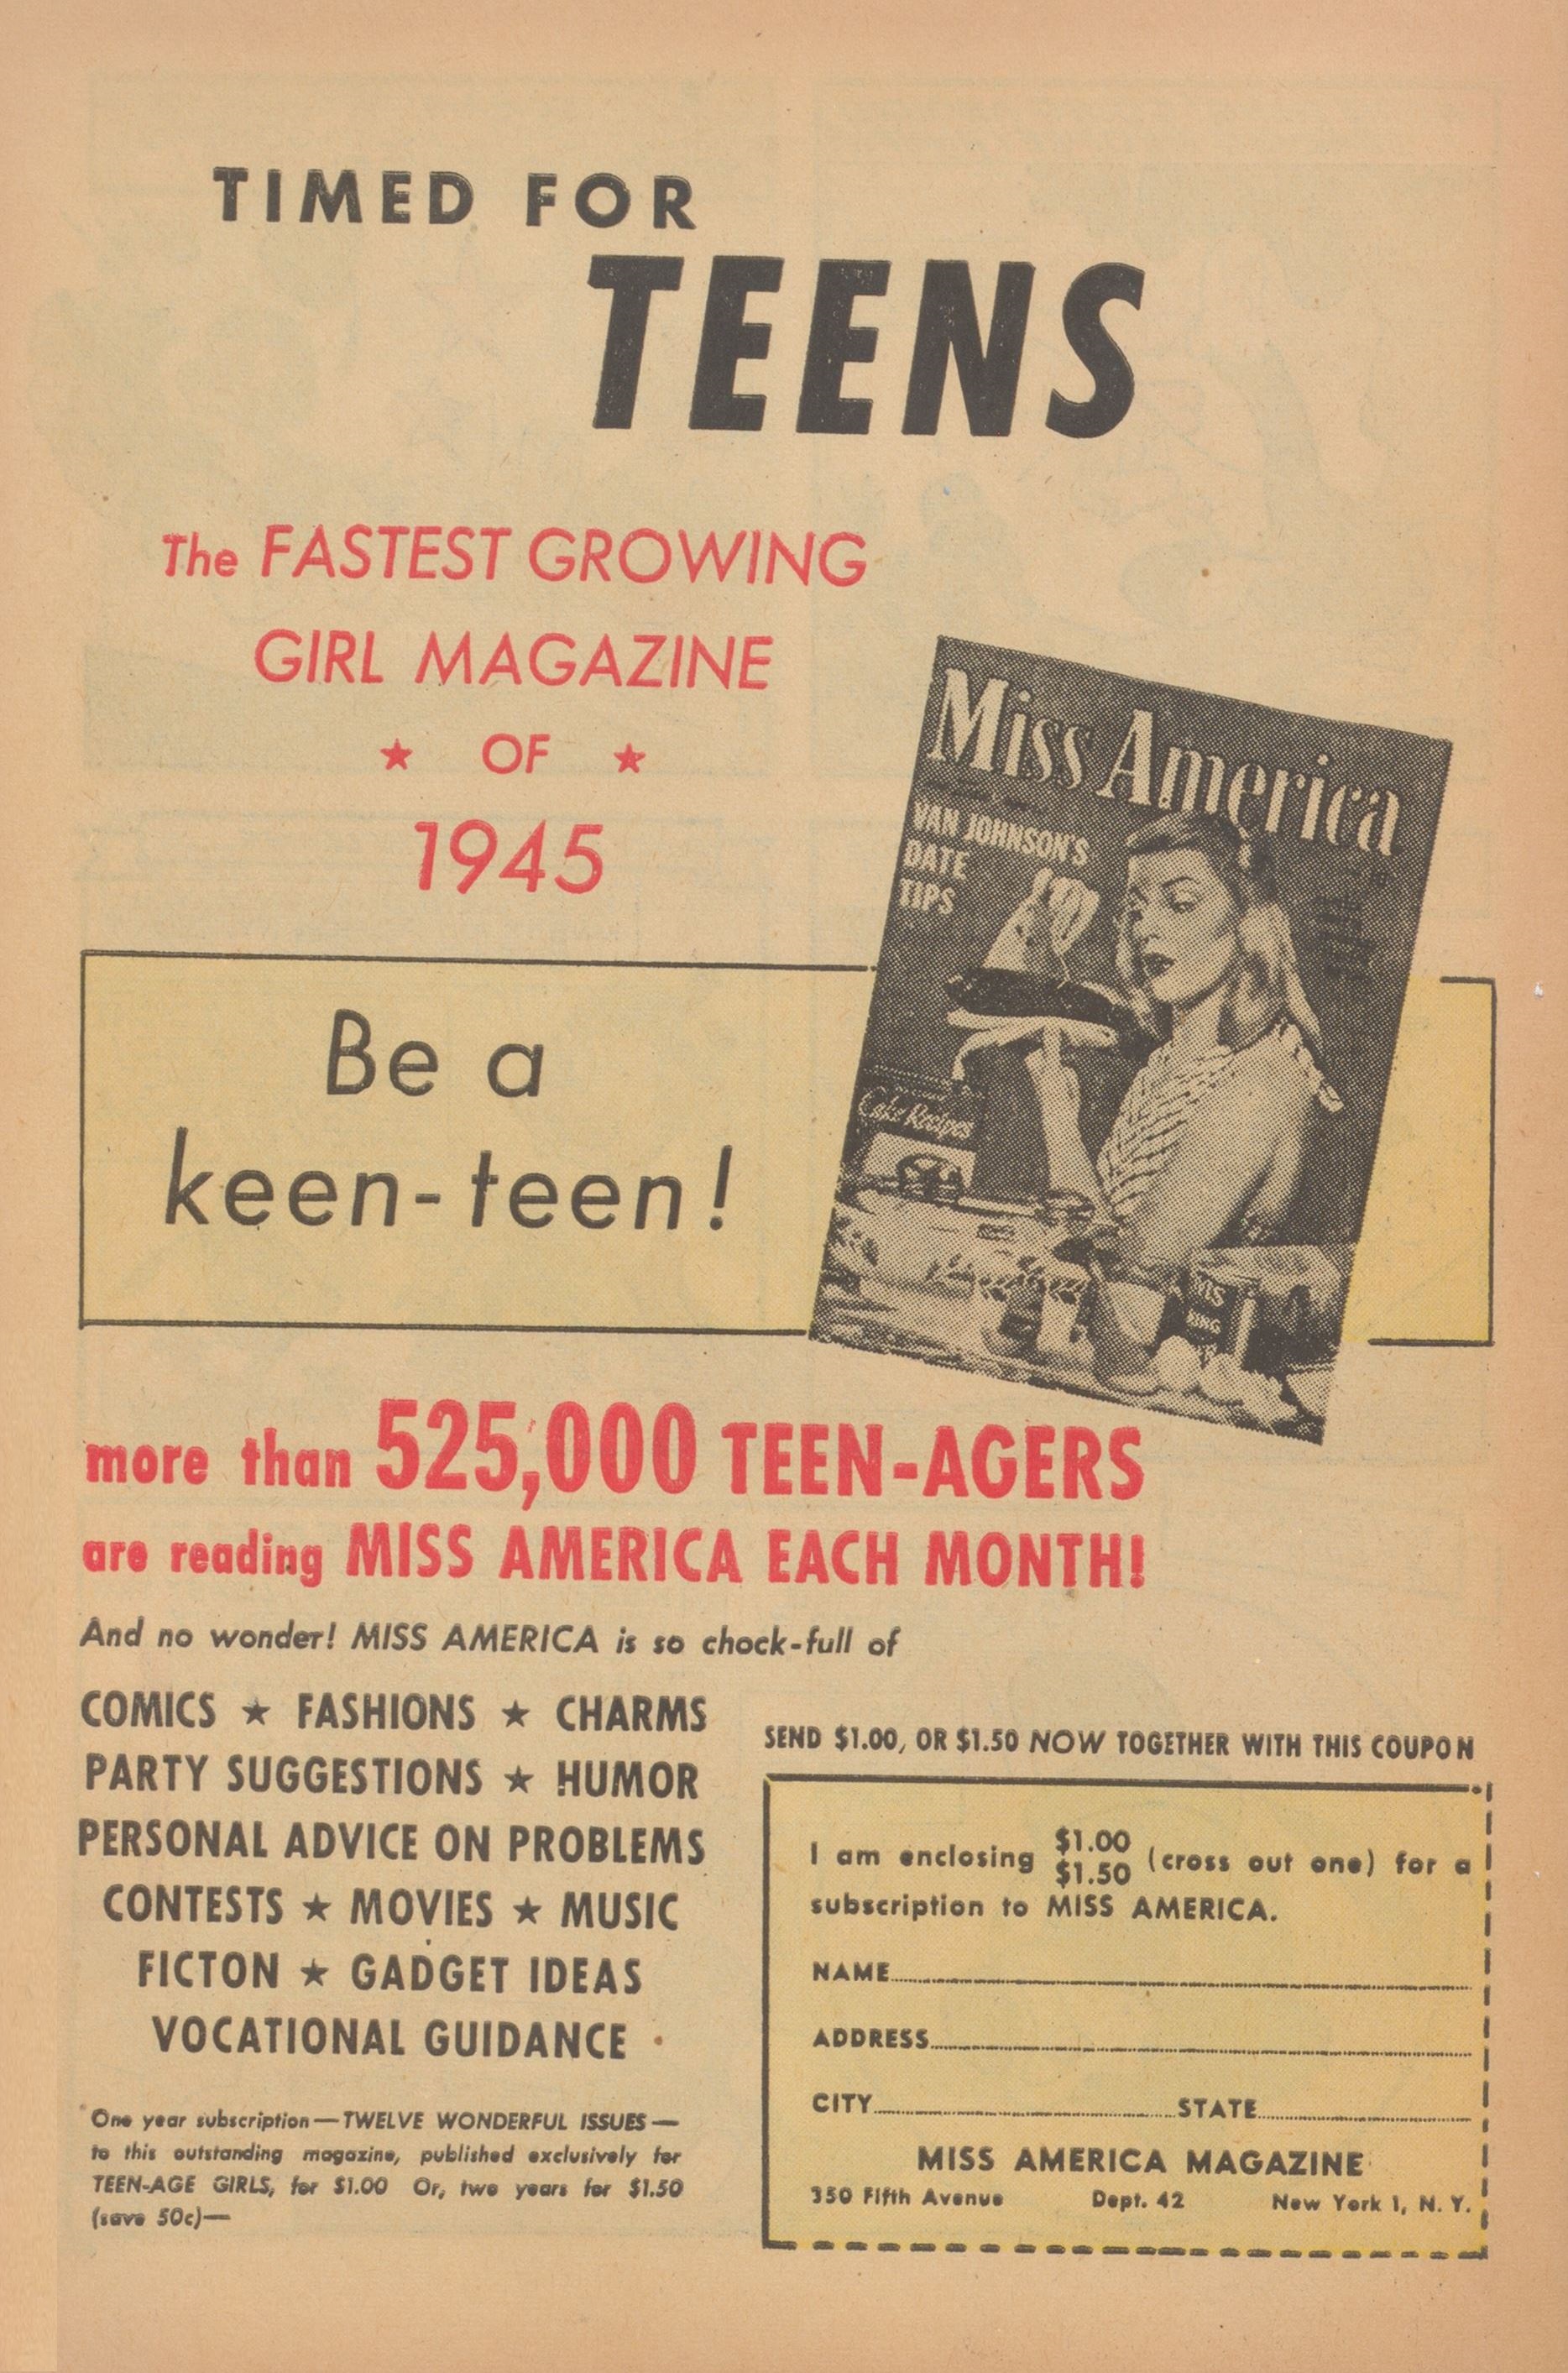 TIMED FOR
TEENS
The FASTEST GROWING
GIRL MAGAZINE
★ OF ★
1945
Miss America
VAN JOHNSON'S
DATE
TIPS
Cake Recipes
KING
Be a
keen-teen!
more than 525,000 TEEN-AGERS
are reading MISS AMERICA EACH MONTH!
And no wonder! MISS AMERICA is so chock-full of
COMICS ★ FASHIONS ★ CHARMS
PARTY SUGGESTIONS ★ HUMOR
PERSONAL ADVICE ON PROBLEMS
CONTESTS ★ MOVIES ★ MUSIC
FICTON ★ GADGET IDEAS
VOCATIONAL GUIDANCE
One year subscription—TWELVE WONDERFUL ISSUES—
to this outstanding magazine, published exclusively for
TEEN-AGE GIRLS, for $1.00 Or, two years for $1.50
(save 50c)—
SEND $1.00, OR $1.50 NOW TOGETHER WITH THIS COUPON
I am enclosing $1.00 $1.50 (cross out one) for a
subscription to MISS AMERICA.
NAME
ADDRESS
CITY STATE
MISS AMERICA MAGAZINE
350 Fifth Avenue Dept. 42 New York 1, N. Y.